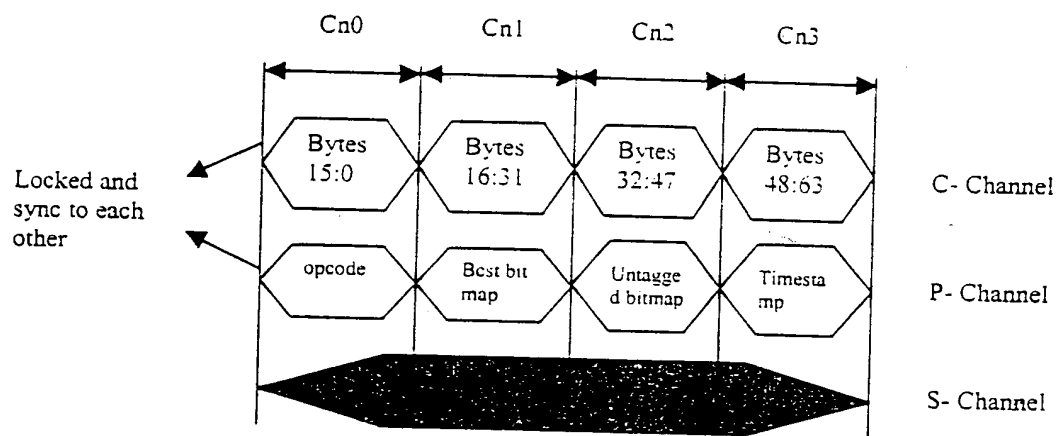 Cn0 Cn1 Cn2 Cn3
Bytes
15:0
Bytes
16:31
Bytes
32:47
Bytes
48:63
C- Channel
Locked and
sync to each
other
opcode
Bcst bit
map
Untagge
d bitmap
Timesta
mp
P- Channel
S- Channel